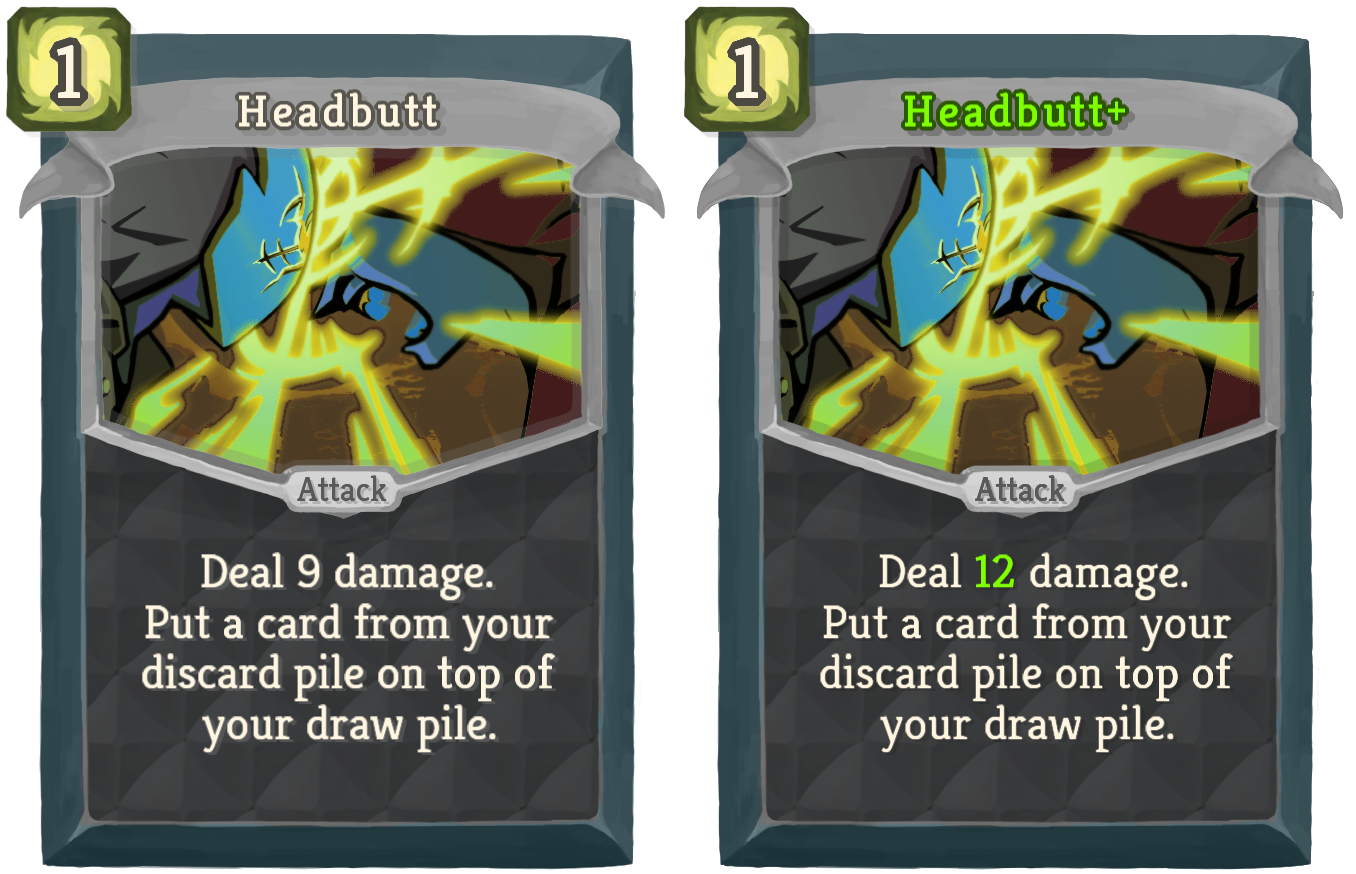 1
Headbutt
Attack
Deal 9 damage.
Put a card from your
discard pile on top of
your draw pile.
1
Headbutt+
Attack
Deal 12 damage.
Put a card from your
discard pile on top of
your draw pile.